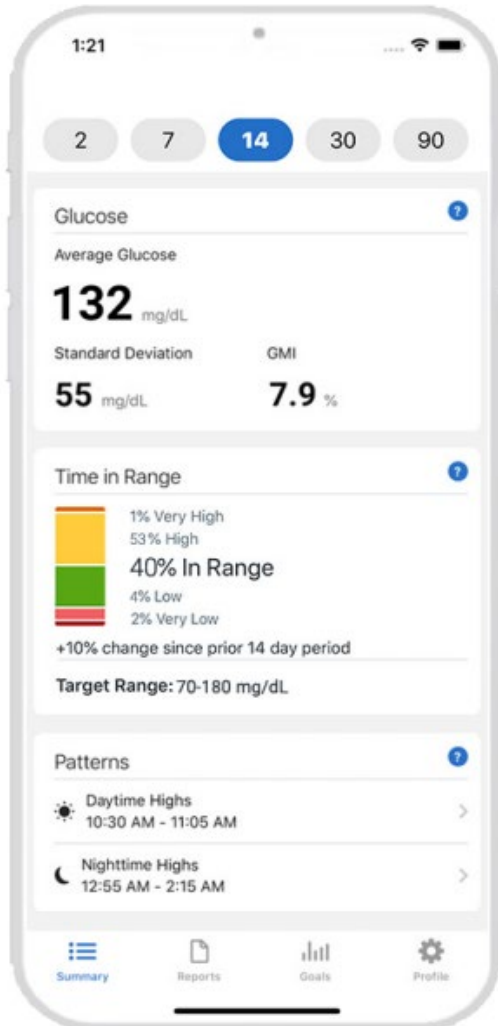 1:21
2 7 14 30 90
Glucose ?
Average Glucose
132 mg/dL
Standard Deviation GMI
55 mg/dL 7.9 %
Time in Range ?
1% Very High
53% High
40% In Range
4% Low
2% Very Low
+10% change since prior 14 day period
Target Range: 70-180 mg/dL
Patterns ?
Daytime Highs
10:30 AM - 11:05 AM
Nighttime Highs
12:55 AM - 2:15 AM
Summary Reports Goals Profile